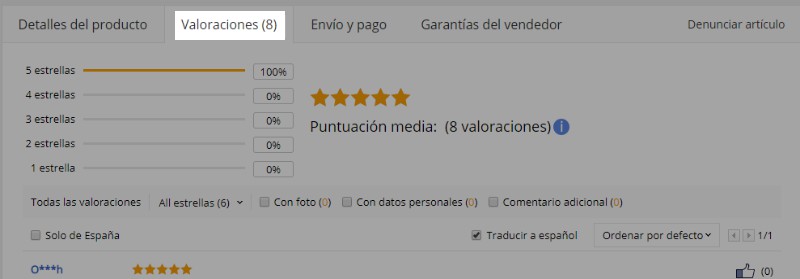 Detalles del producto Valoraciones (8) Envío y pago Garantías del vendedor Denunciar artículo
5 estrellas 100%
4 estrellas 0%
3 estrellas 0%
2 estrellas 0%
1 estrella 0%
Puntuación media: (8 valoraciones) i
Todas las valoraciones All estrellas (6) Con foto (0) Con datos personales (0) Comentario adicional (0)
Solo de España Traducir a español Ordenar por defecto 1/1
O***h (0)